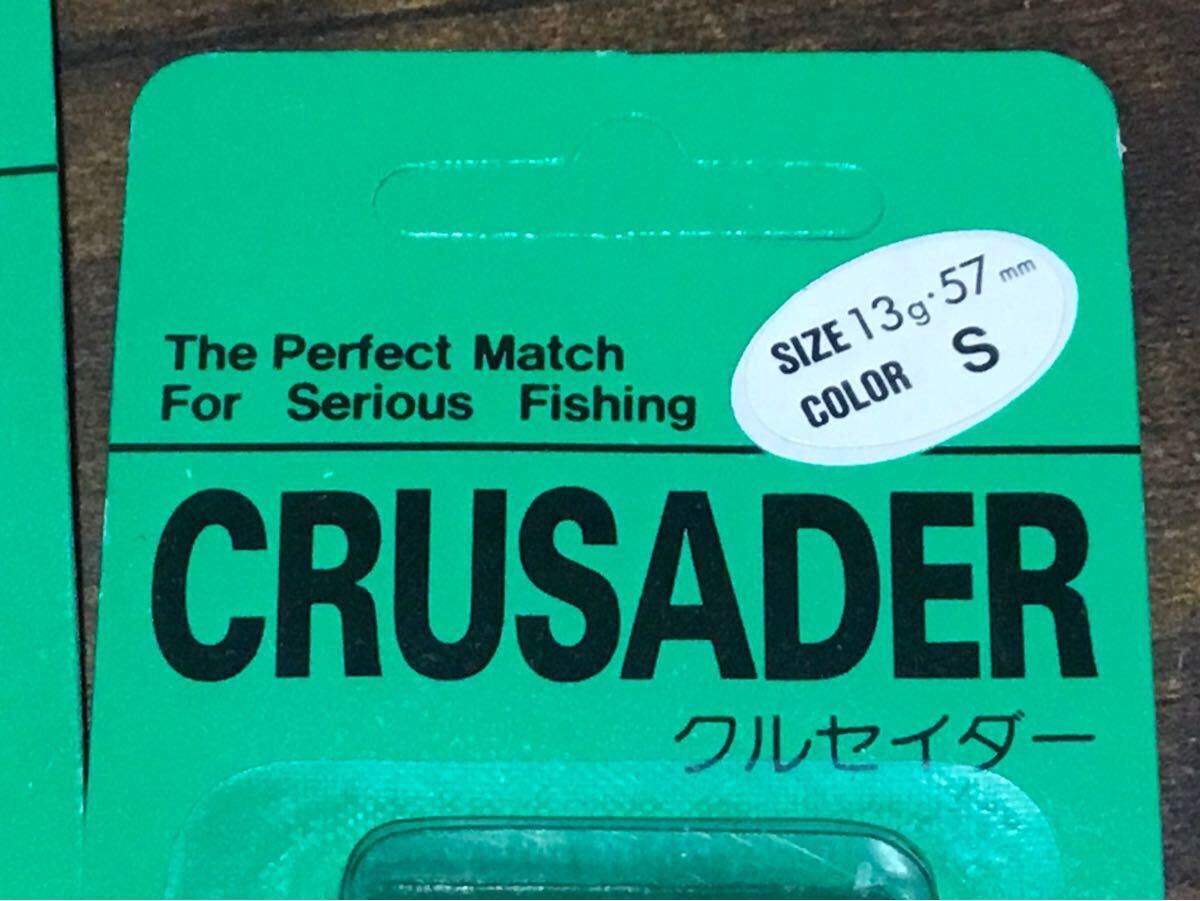 The Perfect Match
For Serious Fishing
SIZE 13g・57mm
COLOR S
CRUSADER
クルセイダー